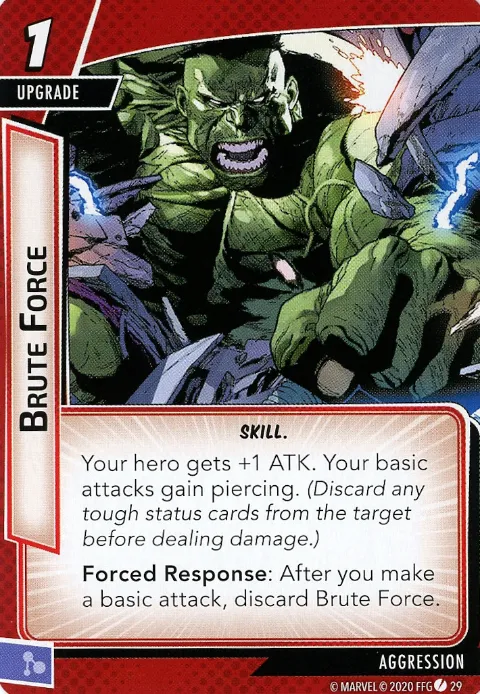 1
UPGRADE
BRUTE FORCE
SKILL.
Your hero gets +1 ATK. Your basic
attacks gain piercing. (Discard any
tough status cards from the target
before dealing damage.)
Forced Response: After you make
a basic attack, discard Brute Force.
AGGRESSION
© MARVEL © 2020 FFG 29